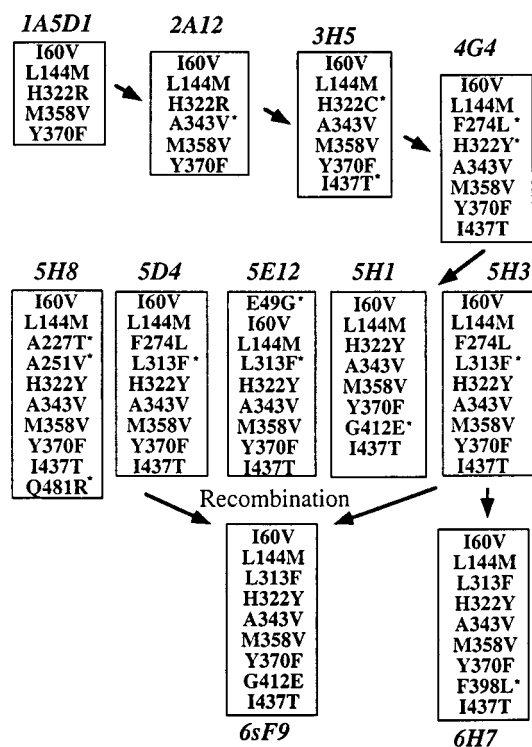 1A5D1
I60V
L144M
H322R
M358V
Y370F
2A12
I60V
L144M
H322R
A343V*
M358V
Y370F
3H5
I60V
L144M
H322C*
A343V
M358V
Y370F
I437T*
4G4
I60V
L144M
F274L*
H322Y*
A343V
M358V
Y370F
I437T
5H8
I60V
L144M
A227T*
A251V*
H322Y
A343V
M358V
Y370F
I437T
Q481R*
5D4
I60V
L144M
F274L
L313F*
H322Y
A343V
M358V
Y370F
I437T
5E12
E49G*
I60V
L144M
L313F*
H322Y
A343V
M358V
Y370F
I437T
5H1
I60V
L144M
H322Y
A343V
M358V
Y370F
G412E*
I437T
5H3
I60V
L144M
F274L
L313F*
H322Y
A343V
M358V
Y370F
I437T
Recombination
I60V
L144M
L313F
H322Y
A343V
M358V
Y370F
G412E
I437T
6sF9
I60V
L144M
L313F
H322Y
A343V
M358V
Y370F
F398L*
I437T
6H7